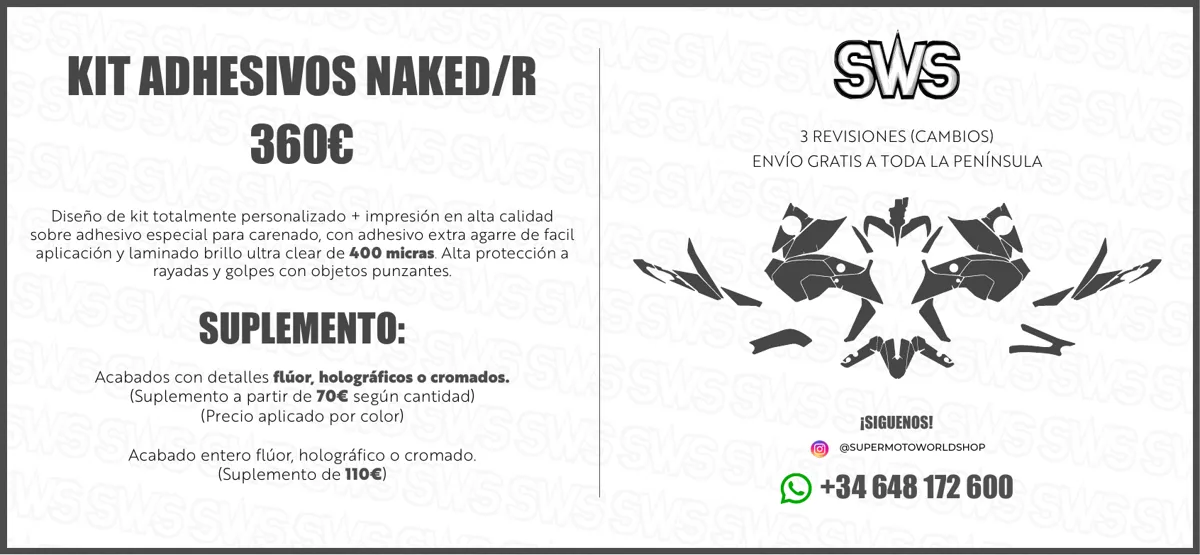 KIT ADHESIVOS NAKED/R
360€
Diseño de kit totalmente personalizado + impresión en alta calidad
sobre adhesivo especial para carenado, con adhesivo extra agarre de facil
aplicación y laminado brillo ultra clear de 400 micras. Alta protección a
rayadas y golpes con objetos punzantes.
SUPLEMENTO:
Acabados con detalles flúor, holográficos o cromados.
(Suplemento a partir de 70€ según cantidad)
(Precio aplicado por color)
Acabado entero flúor, holográfico o cromado.
(Suplemento de 110€)
SWS
3 REVISIONES (CAMBIOS)
ENVÍO GRATIS A TODA LA PENÍNSULA
¡SIGUENOS!
@SUPERMOTOWORLDSHOP
+34 648 172 600